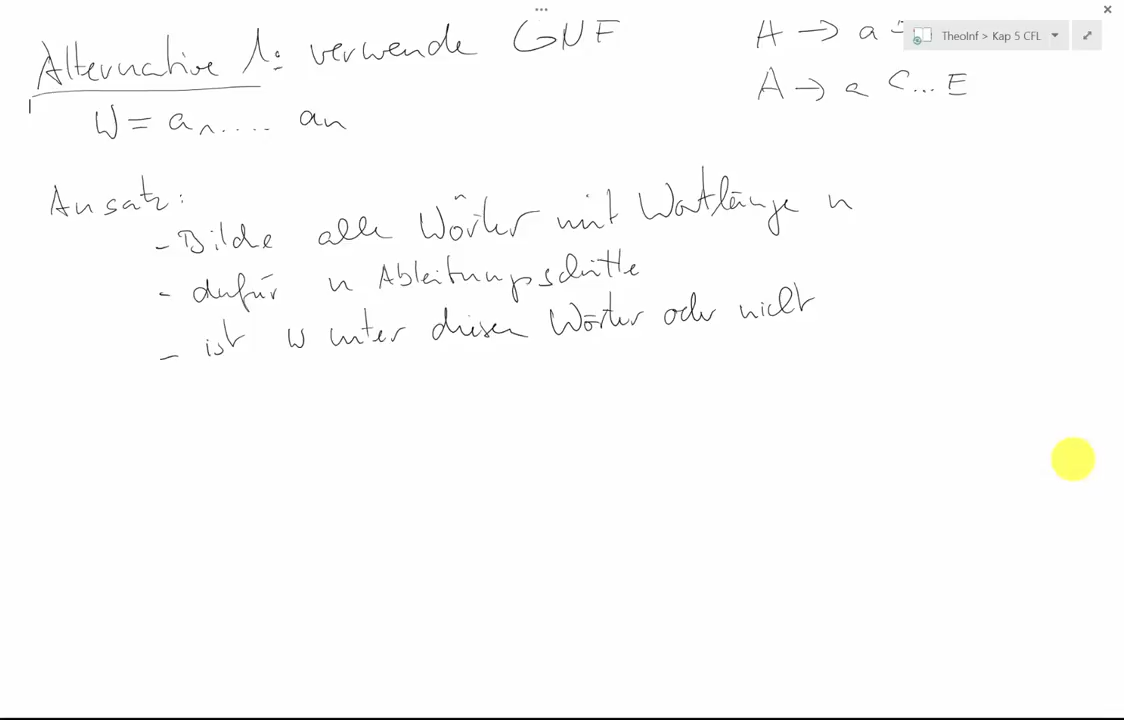 Alternative 1: verwende GNF
A → a
TheoInf > Kap 5 CFL
A → a C...E
W = a1.... an
Ansatz:
- Bilde alle Wörter mit Wortlänge n
- dafür n Ableitungsschritte
- ist w unter diesen Wörter oder nicht